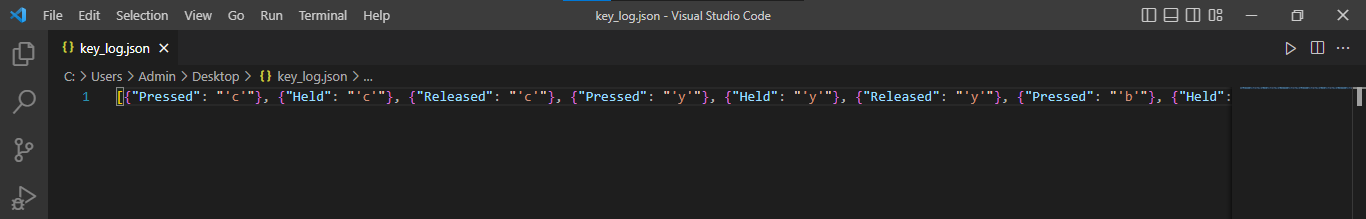 File Edit Selection View Go Run Terminal Help key_log.json - Visual Studio Code
{} key_log.json
C: > Users > Admin > Desktop > {} key_log.json > ...
1 [{"Pressed": "'c'"}, {"Held": "'c'"}, {"Released": "'c'"}, {"Pressed": "'y'"}, {"Held": "'y'"}, {"Released": "'y'"}, {"Pressed": "'b'"}, {"Held":